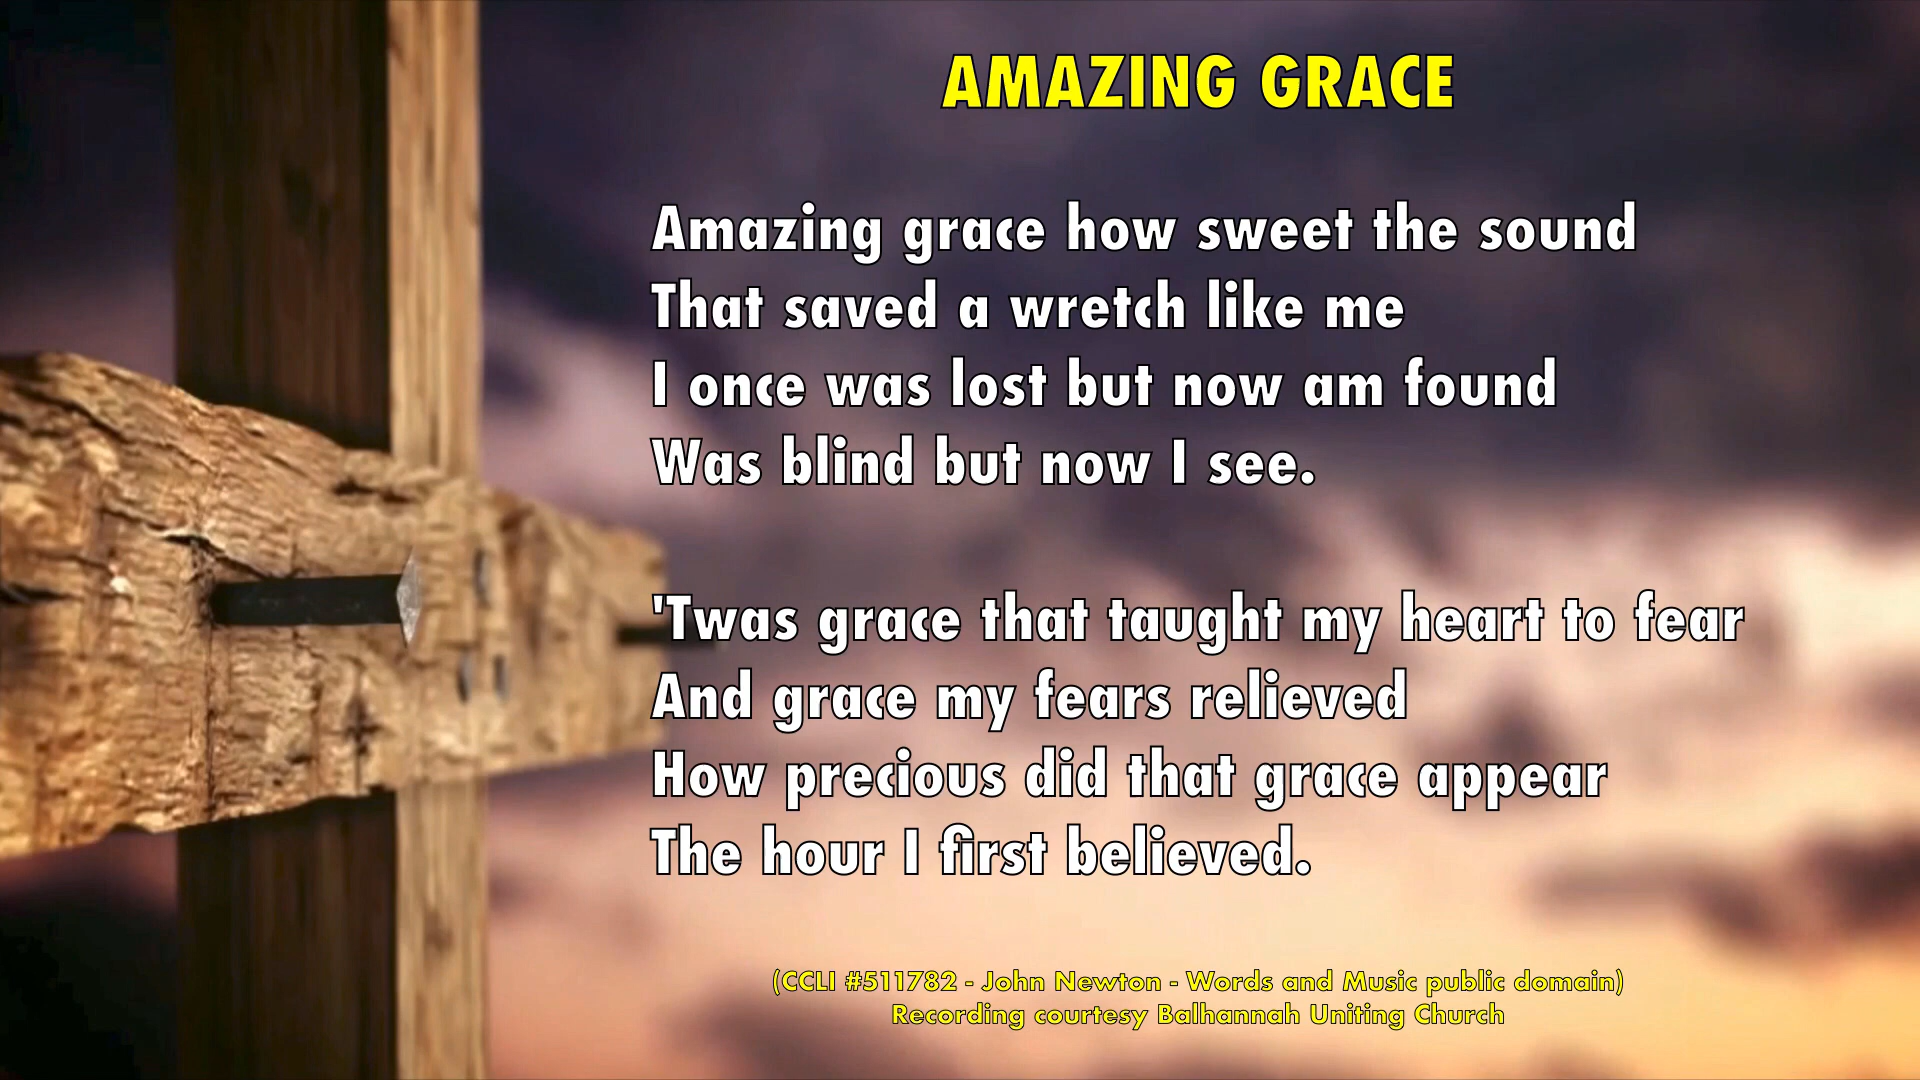 AMAZING GRACE
Amazing grace how sweet the sound
That saved a wretch like me
I once was lost but now am found
Was blind but now I see.
'Twas grace that taught my heart to fear
And grace my fears relieved
How precious did that grace appear
The hour I first believed.
(CCLI #511782 - John Newton - Words and Music public domain)
Recording courtesy Balhannah Uniting Church